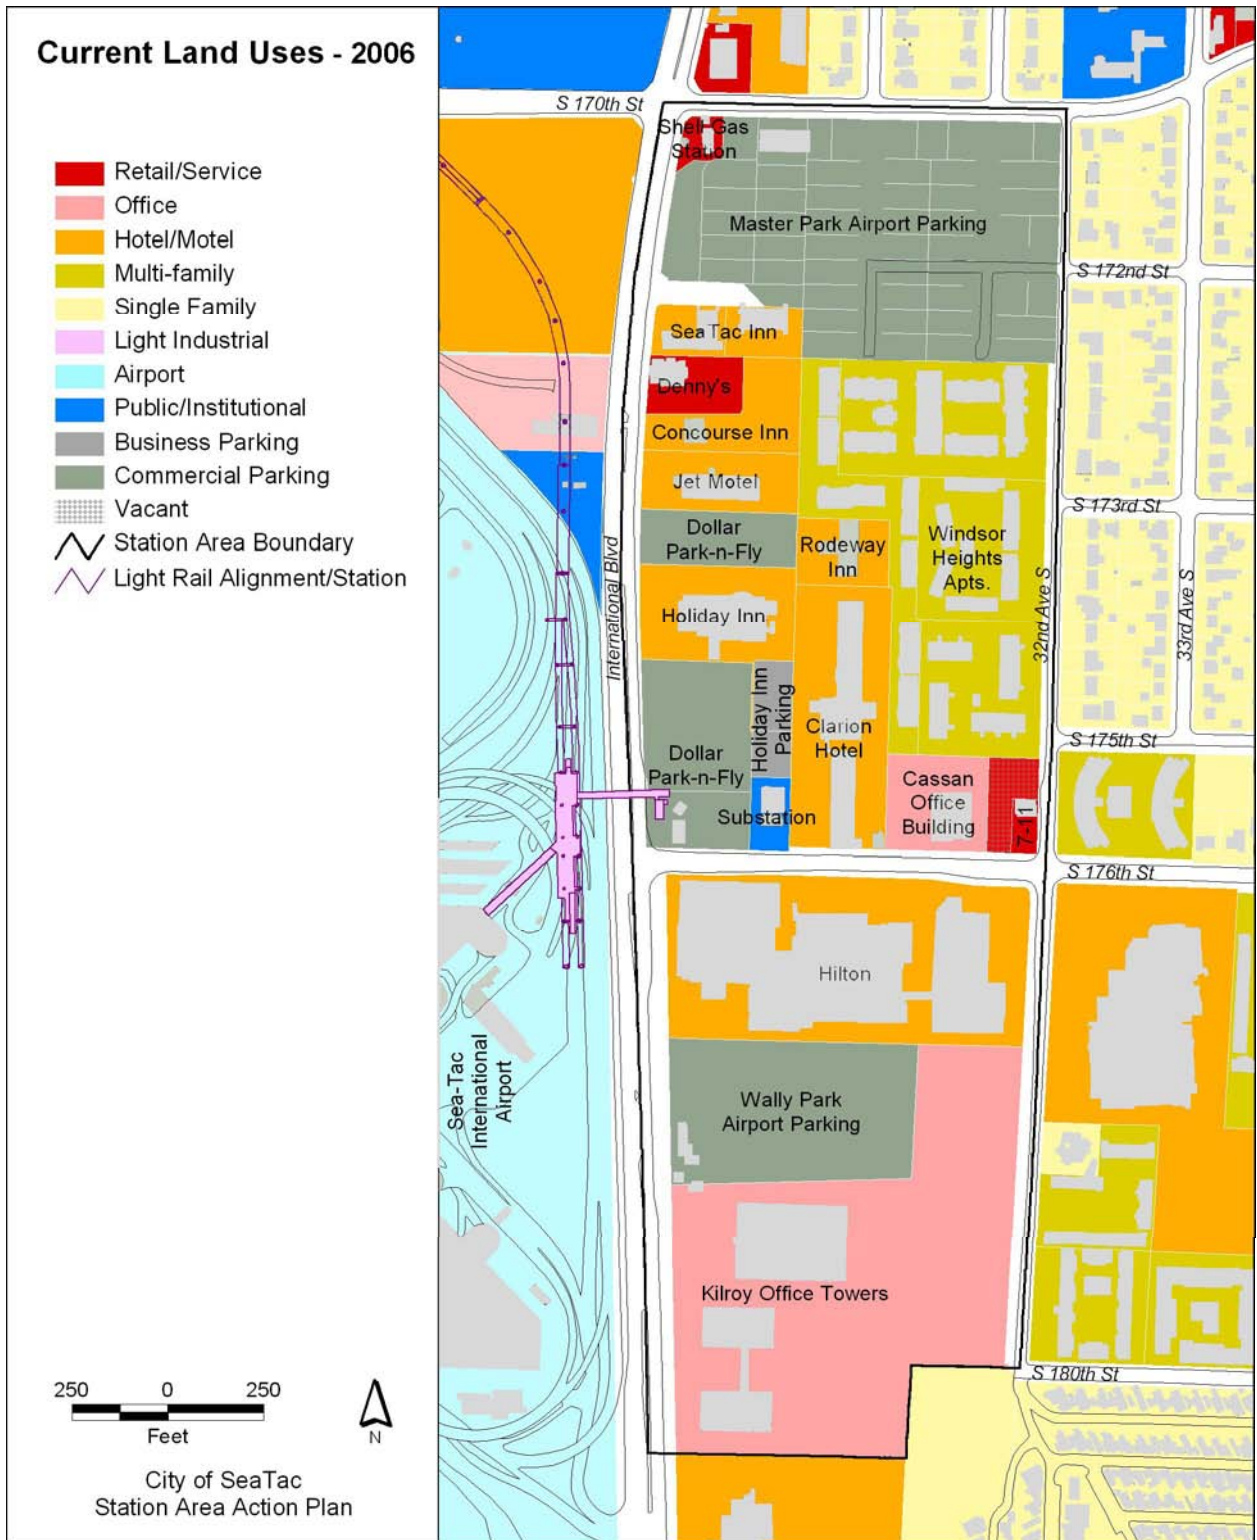 Current Land Uses - 2006
Retail/Service
Office
Hotel/Motel
Multi-family
Single Family
Light Industrial
Airport
Public/Institutional
Business Parking
Commercial Parking
Vacant
Station Area Boundary
Light Rail Alignment/Station
250 0 250
Feet
N
City of SeaTac
Station Area Action Plan
S 170th St
Shell Gas
Station
Master Park Airport Parking
S 172nd St
SeaTac Inn
Denny's
Concourse Inn
Jet Motel
S 173rd St
Dollar
Park-n-Fly
Rodeway
Inn
Windsor
Heights
Apts.
International Blvd
32nd Ave S
33rd Ave S
Holiday Inn
Holiday Inn
Parking
Clarion
Hotel
S 175th St
Dollar
Park-n-Fly
Cassan
Office
Building
7-11
Substation
S 176th St
Hilton
Sea-Tac
International
Airport
Wally Park
Airport Parking
Kilroy Office Towers
S 180th St